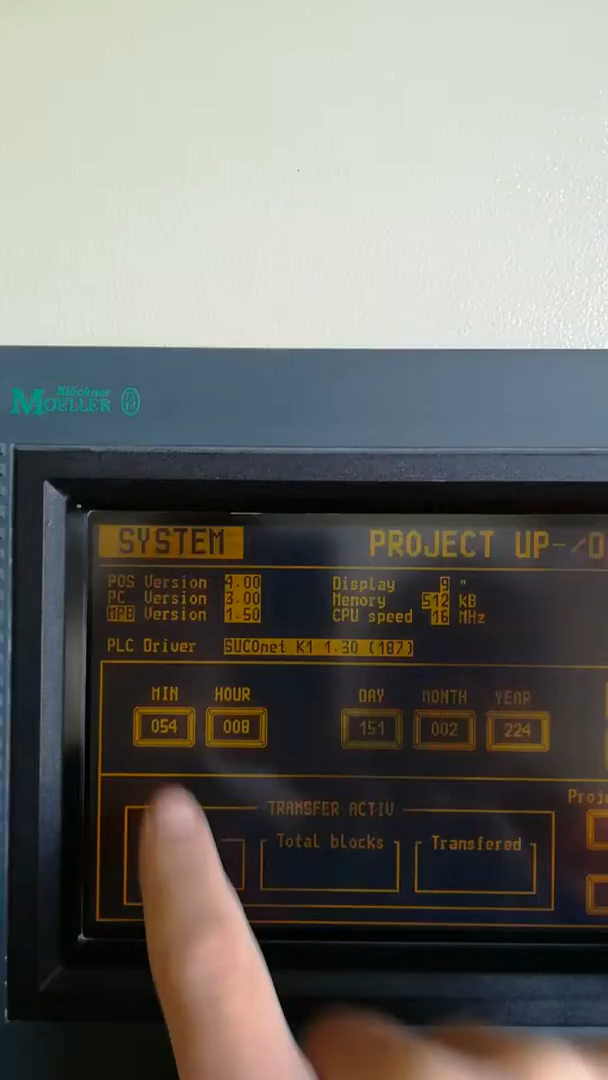 Klöckner
MOELLER
SYSTEM PROJECT UP-/D
POS Version 4.00 Display 9 "
PC Version 3.00 Memory 512 kB
MPB Version 1.50 CPU speed 16 MHz
PLC Driver SUCOnet K1 1.30 (187)
MIN HOUR DAY MONTH YEAR
054 008 151 002 224
TRANSFER ACTIV
Proj
Total blocks Transfered